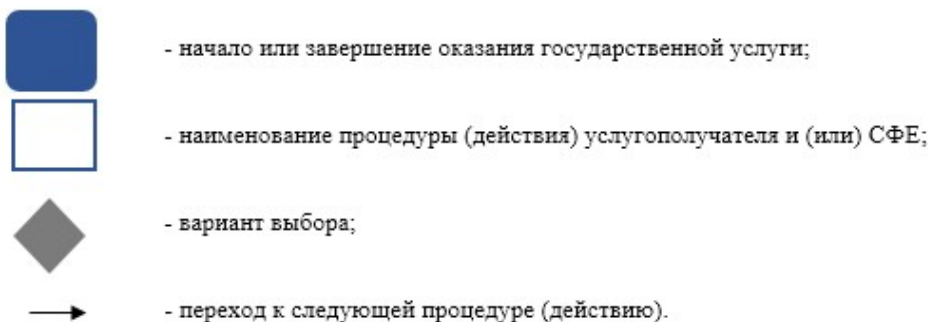 - начало или завершение оказания государственной услуги;
- наименование процедуры (действия) услугополучателя и (или) СФЕ;
- вариант выбора;
- переход к следующей процедуре (действию).